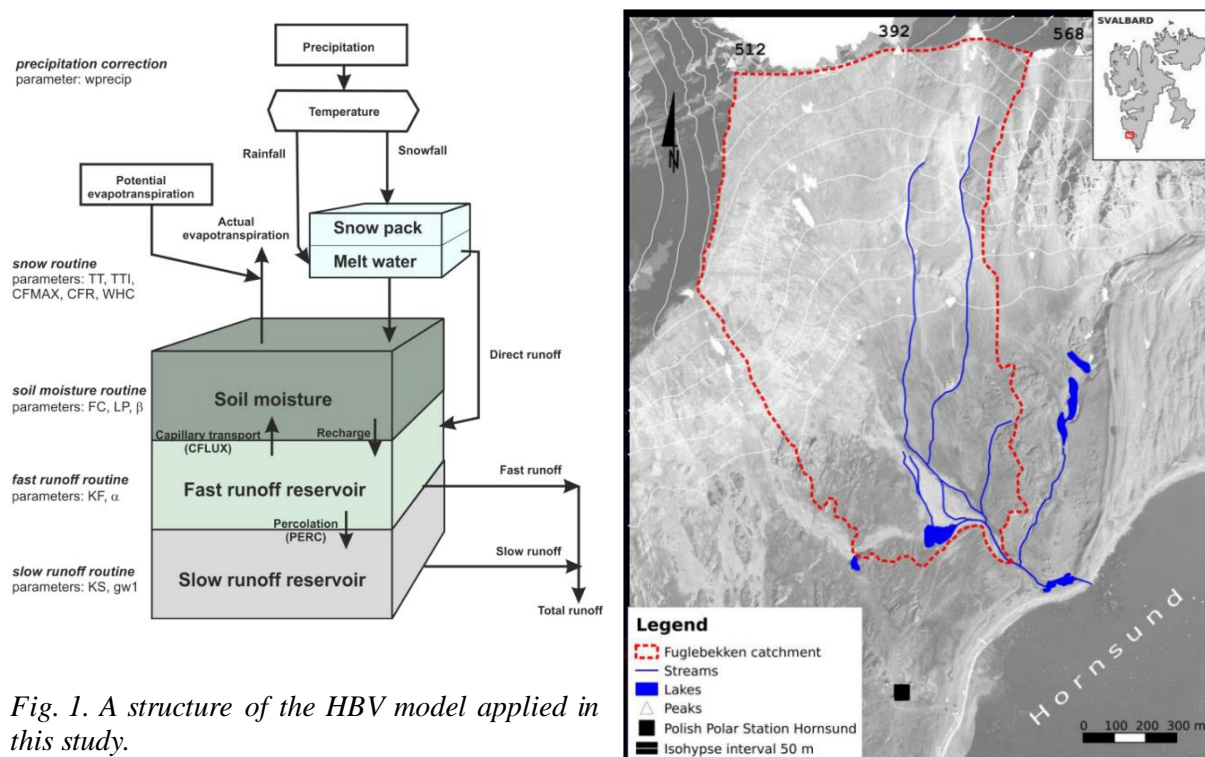 Precipitation
precipitation correction
parameter: wprecip
Temperature
Rainfall
Snowfall
Potential
evapotranspiration
Actual
evapotranspiration
Snow pack
Melt water
snow routine
parameters: TT, TTI,
CFMAX, CFR, WHC
Direct runoff
soil moisture routine
parameters: FC, LP, β
Soil moisture
Capillary transport
(CFLUX)
Recharge
fast runoff routine
parameters: KF, α
Fast runoff reservoir
Fast runoff
Percolation
(PERC)
slow runoff routine
parameters: KS, gw1
Slow runoff reservoir
Slow runoff
Total runoff
Fig. 1. A structure of the HBV model applied in
this study.
512
392
568
SVALBARD
N
Hornsund
Legend
Fuglebekken catchment
Streams
Lakes
Peaks
Polish Polar Station Hornsund
Isohypse interval 50 m
0 100 200 300 m